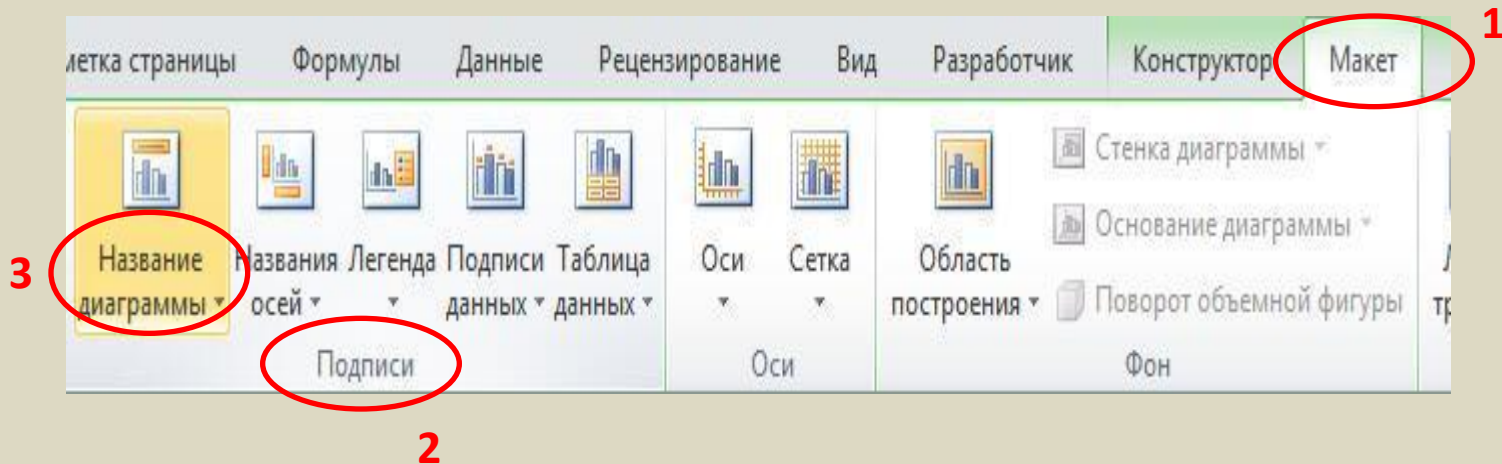 1
страницы Формулы Данные Рецензирование Вид Разработчик Конструктор Макет
Стенка диаграммы
Основание диаграммы
Поворот объемной фигуры
3
Название диаграммы
Названия осей
Легенда
Подписи данных
Таблица данных
Оси
Сетка
Область построения
Подписи
Оси
Фон
2